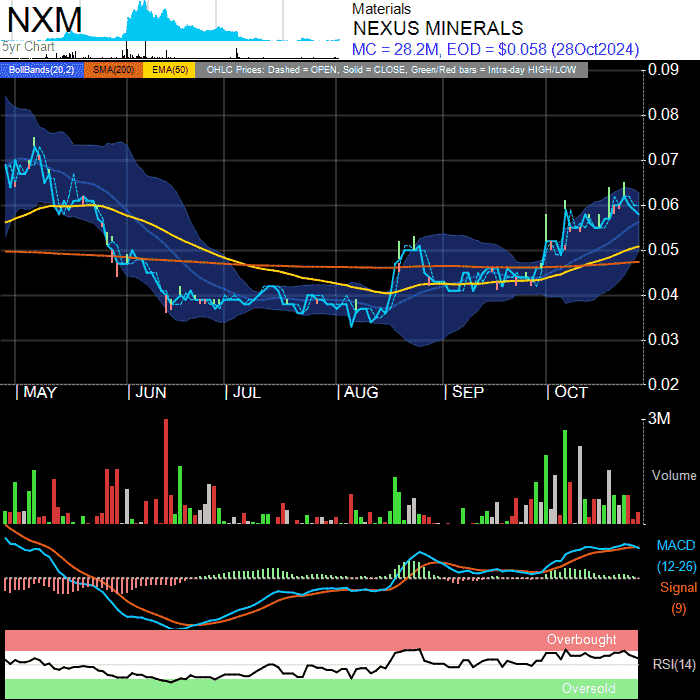 NXM
5yr Chart
Materials
NEXUS MINERALS
MC = 28.2M, EOD = $0.058 (28Oct2024)
BollBands(20,2) SMA(200) EMA(50) OHLC Prices: Dashed = OPEN, Solid = CLOSE, Green/Red bars = Intra-day HIGH/LOW
0.09
0.08
0.07
0.06
0.05
0.04
0.03
0.02
MAY JUN JUL AUG SEP OCT
3M
Volume
MACD
(12-26)
Signal
(9)
Overbought
RSI(14)
Oversold